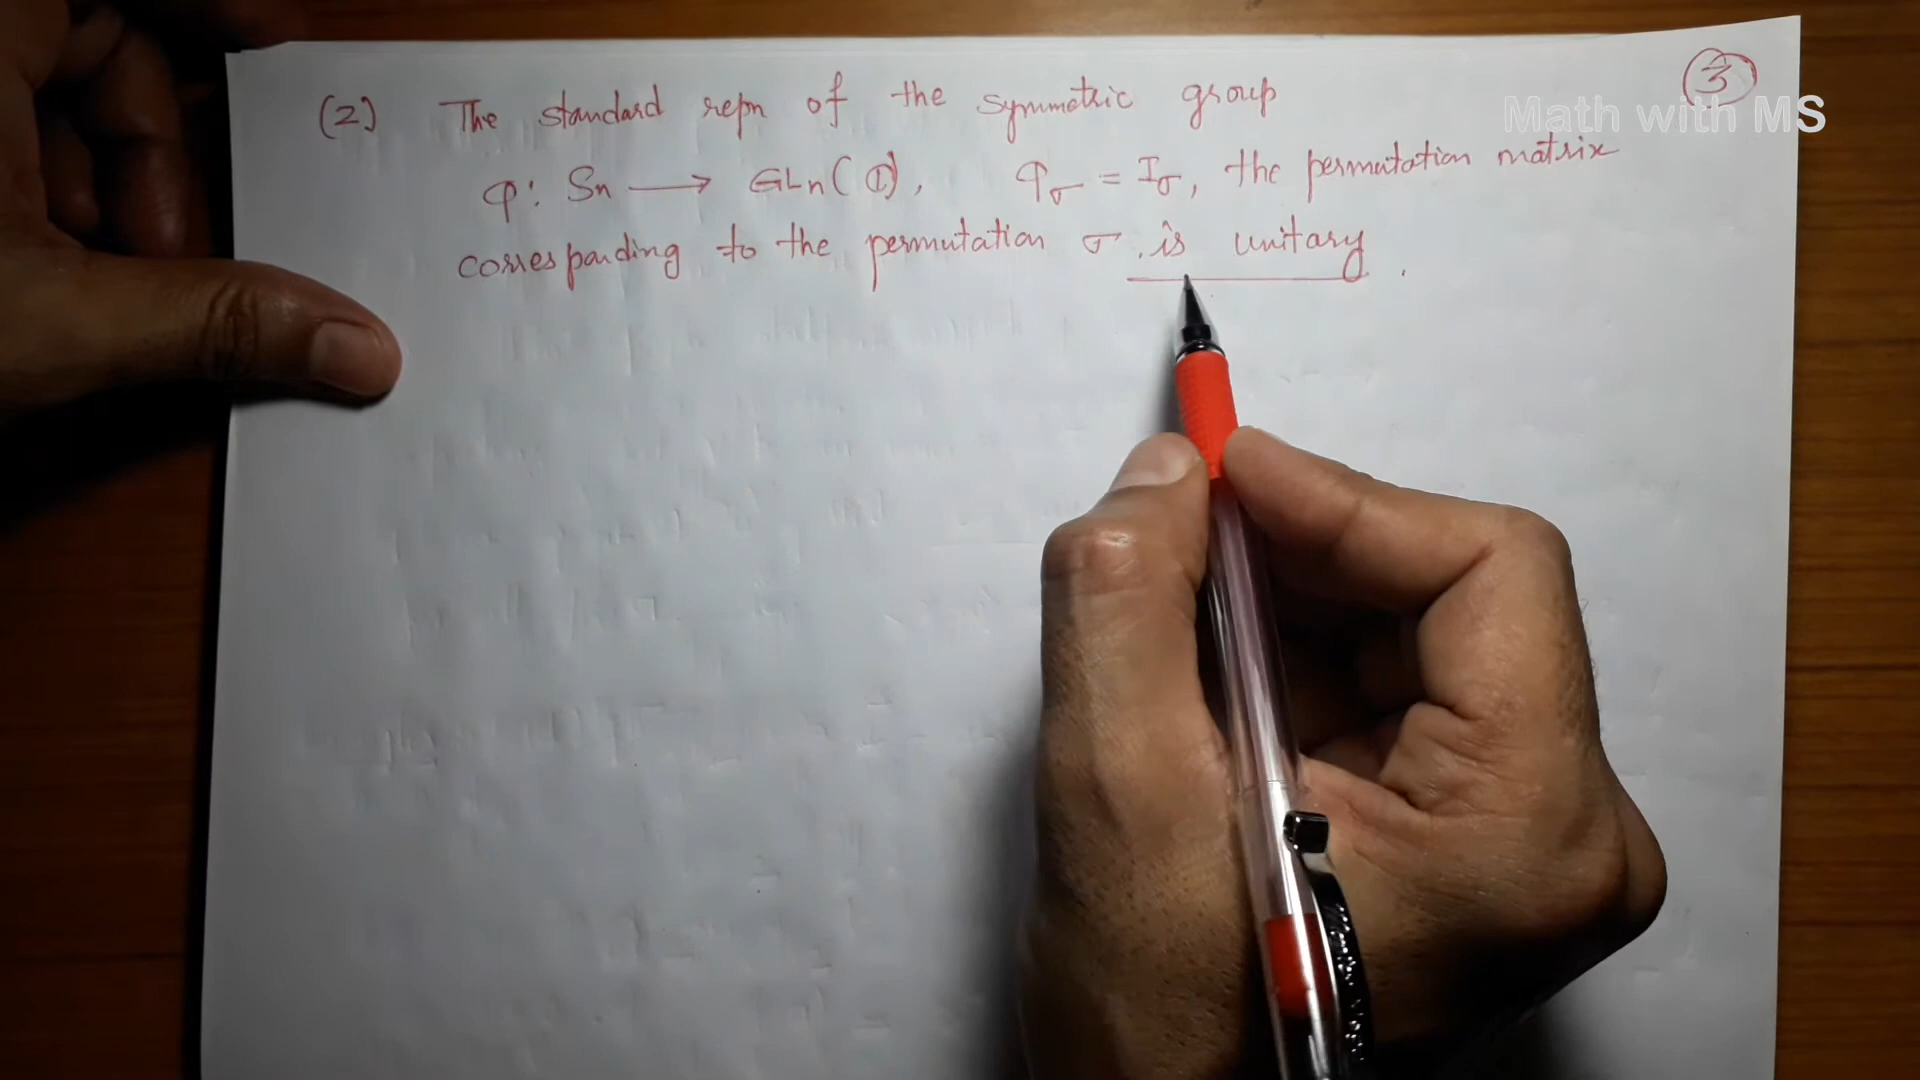 ③
Math with MS
(2) The standard repn of the symmetric group
φ: Sn ⟶ GLn(ℂ), φσ = Iσ, the permutation matrix
corresponding to the permutation σ, is unitary.